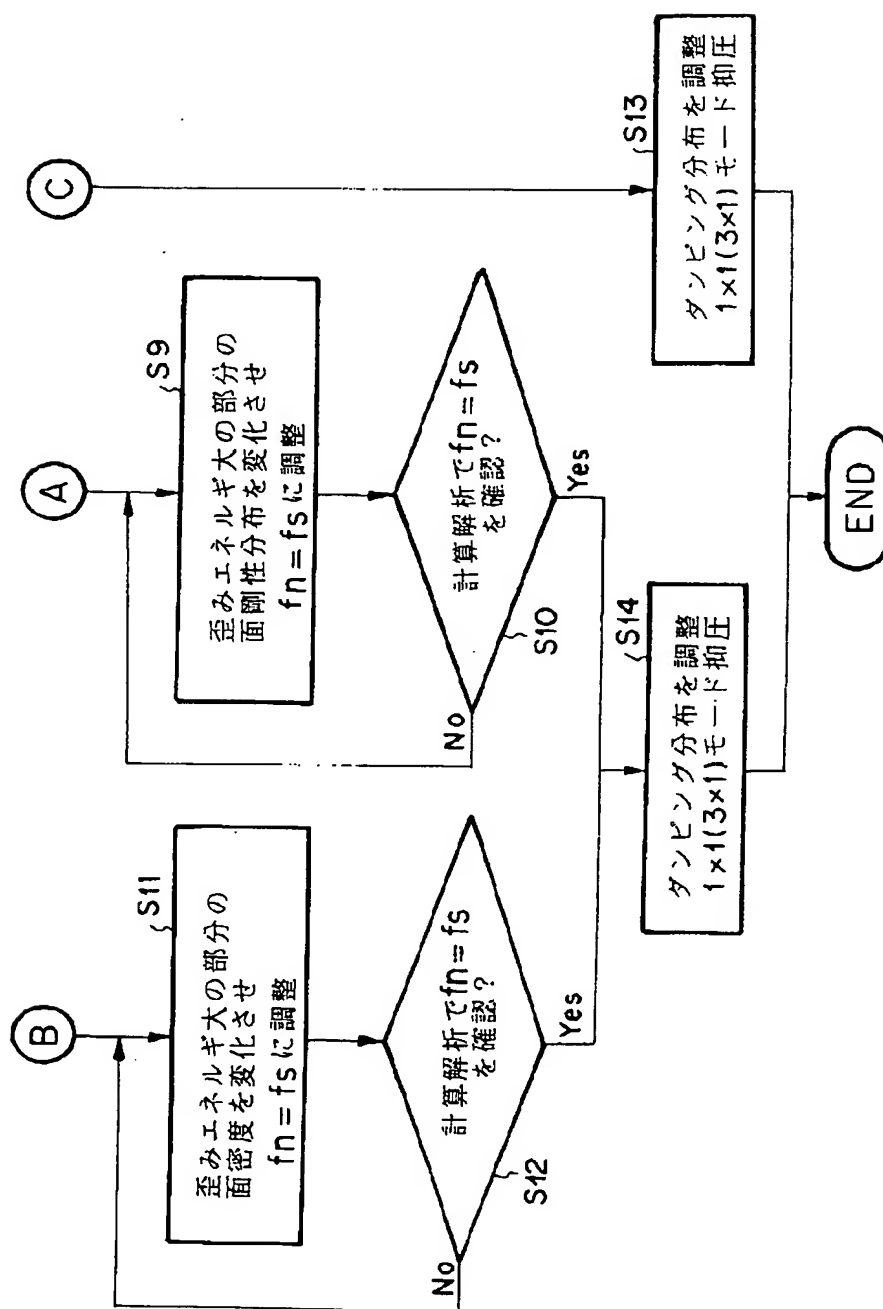 B
S11
歪みエネルギ大の部分の
面密度を変化させ
fn=fsに調整
計算解析でfn=fs
を確認?
S12
No
Yes
A
S9
歪みエネルギ大の部分の
面剛性分布を変化させ
fn=fsに調整
計算解析でfn=fs
を確認?
S10
No
Yes
S14
ダンピング分布を調整
1×1(3×1)モード抑圧
C
S13
ダンピング分布を調整
1×1(3×1)モード抑圧
END